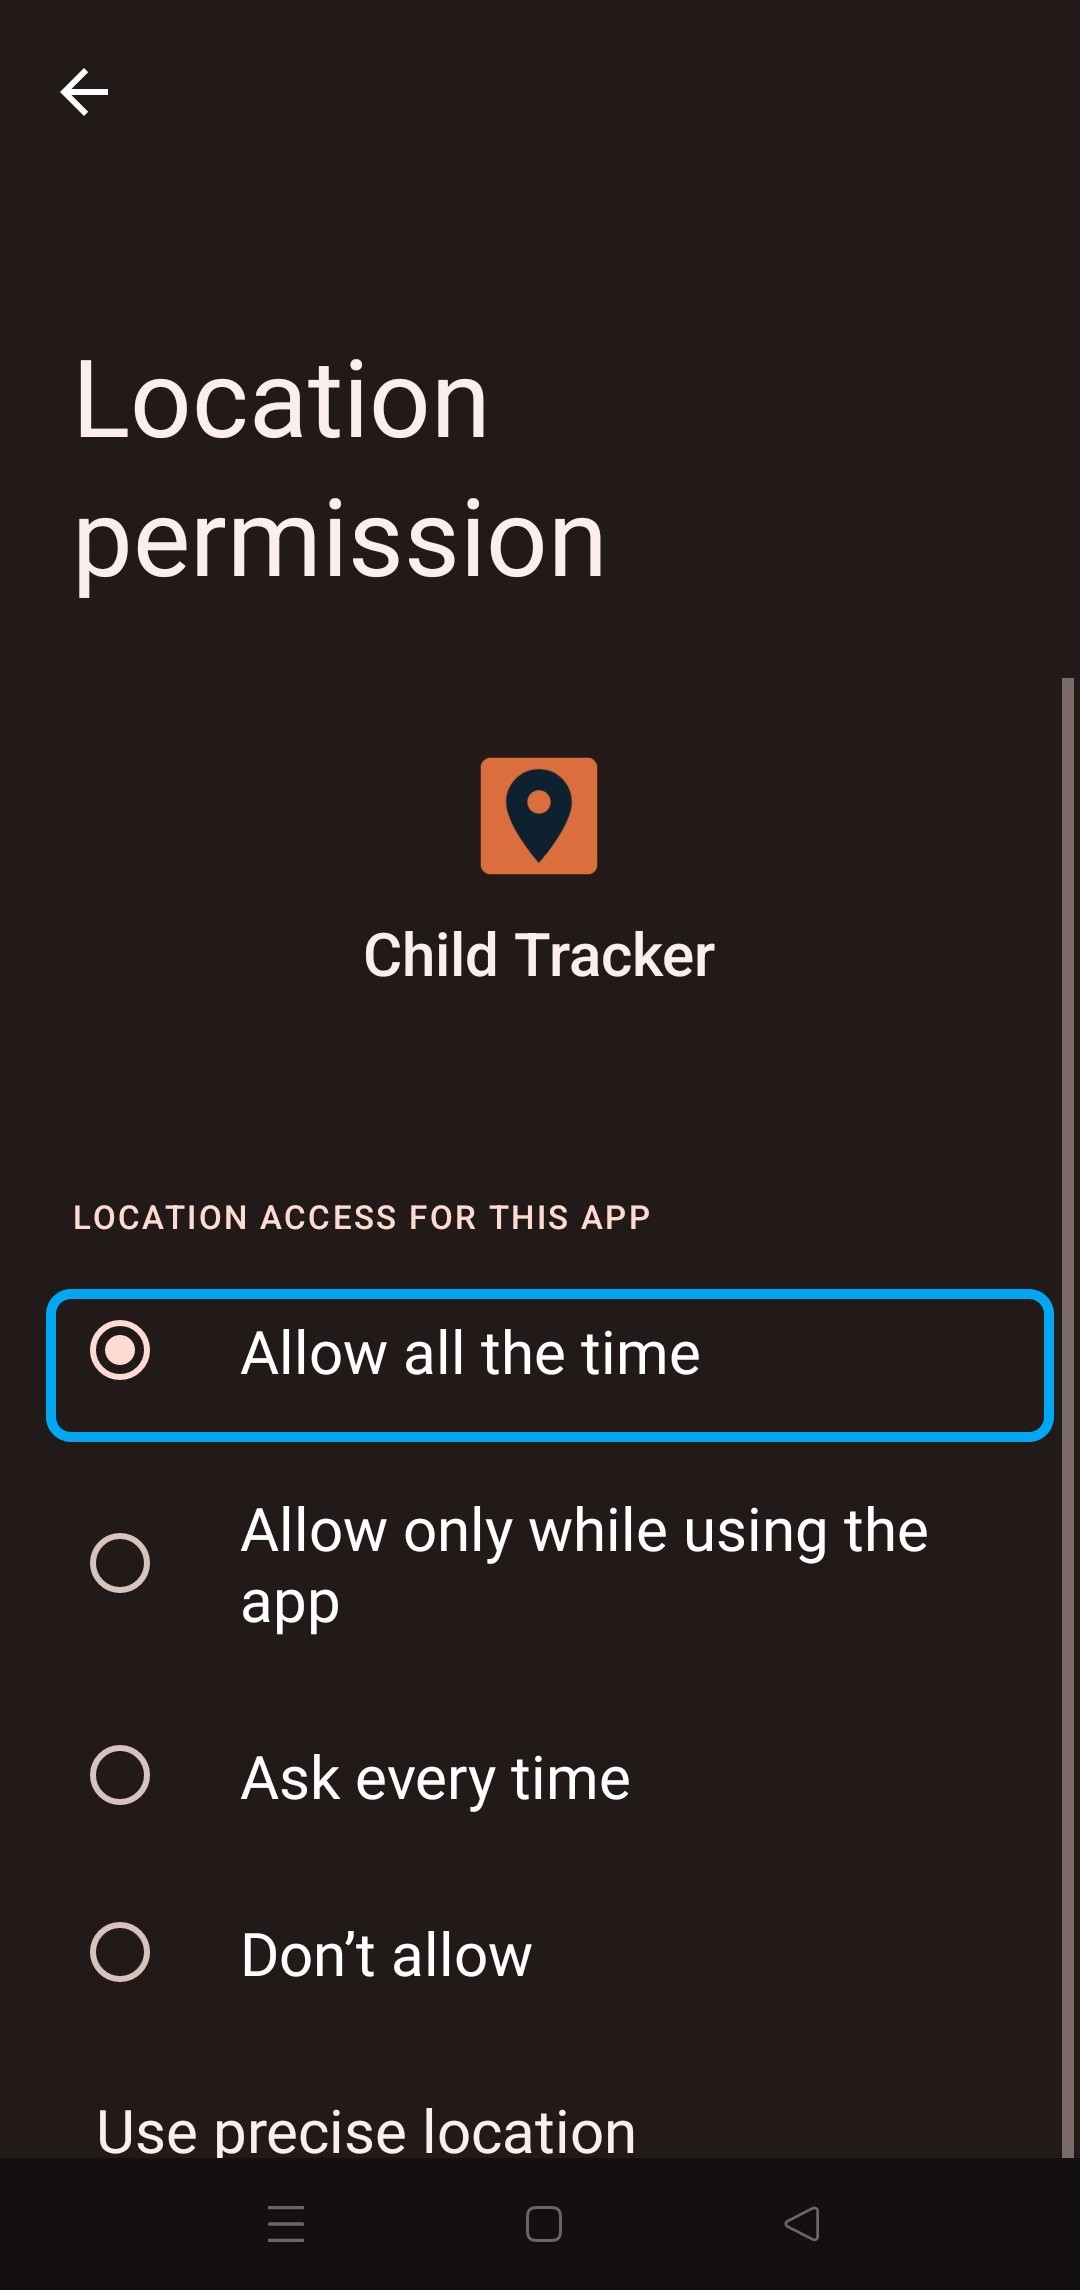 Location
permission
Child Tracker
LOCATION ACCESS FOR THIS APP
Allow all the time
Allow only while using the
app
Ask every time
Don’t allow
Use precise location